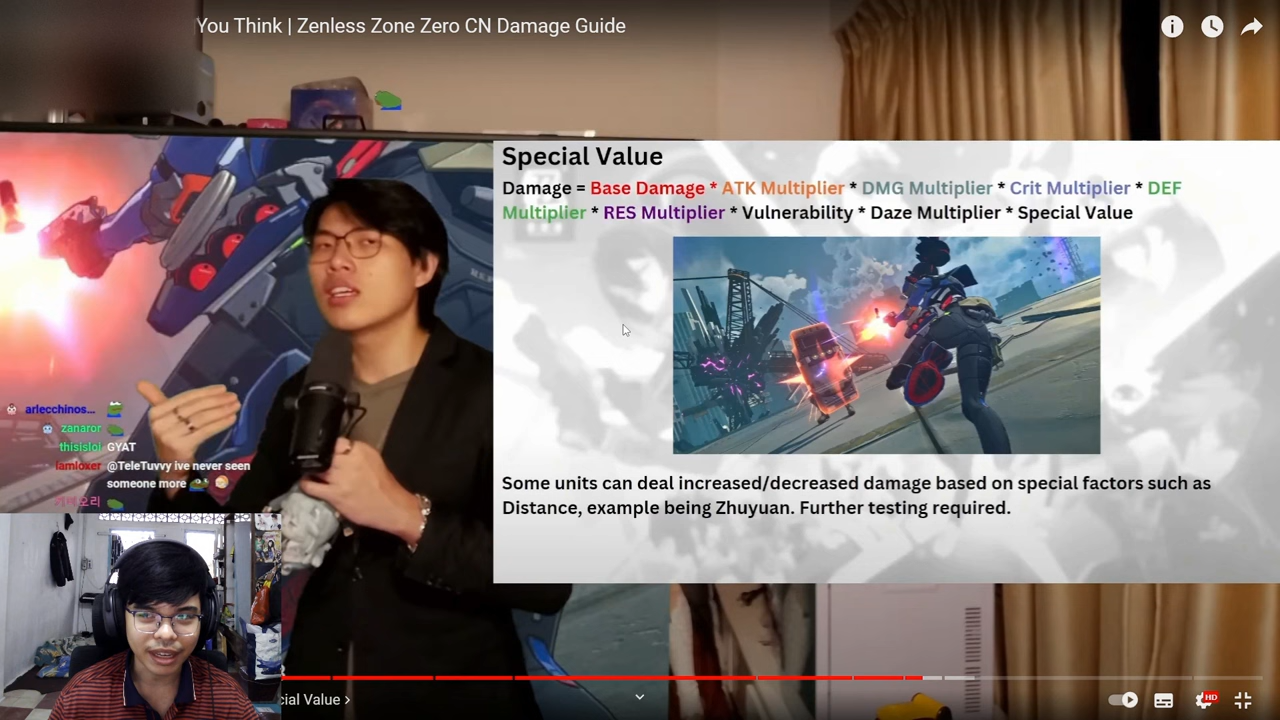 You Think | Zenless Zone Zero CN Damage Guide
Special Value
Damage = Base Damage * ATK Multiplier * DMG Multiplier * Crit Multiplier * DEF
Multiplier * RES Multiplier * Vulnerability * Daze Multiplier * Special Value
arlecchinos...
zanaror
thisislol GYAT
iamloxer @TeleTuvvy ive never seen
someone more
Some units can deal increased/decreased damage based on special factors such as
Distance, example being Zhuyuan. Further testing required.
cial Value ›
HD